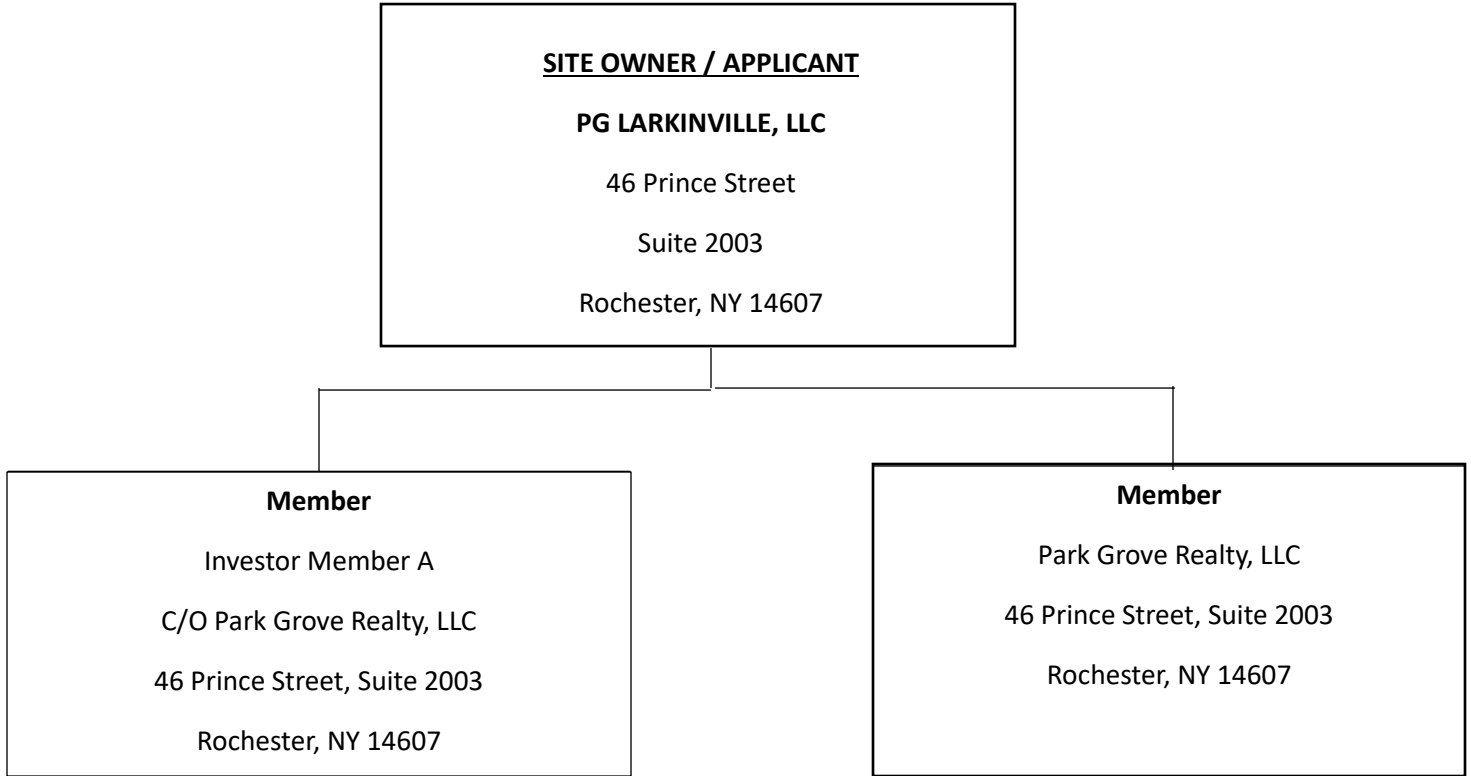 SITE OWNER / APPLICANT
PG LARKINVILLE, LLC
46 Prince Street
Suite 2003
Rochester, NY 14607
Member
Investor Member A
C/O Park Grove Realty, LLC
46 Prince Street, Suite 2003
Rochester, NY 14607
Member
Park Grove Realty, LLC
46 Prince Street, Suite 2003
Rochester, NY 14607